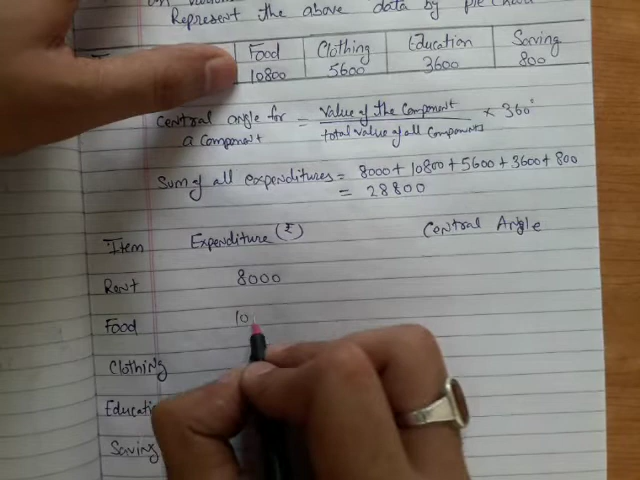 Represent the above data by pie chart
Food Clothing Education Saving
10800 5600 3600 800
Central angle for a component = Value of the component / total value of all components × 360°
Sum of all expenditures = 8000 + 10800 + 5600 + 3600 + 800
= 28800
Item Expenditure (₹) Central Angle
Rent 8000
Food 10
Clothing
Educati
Saving